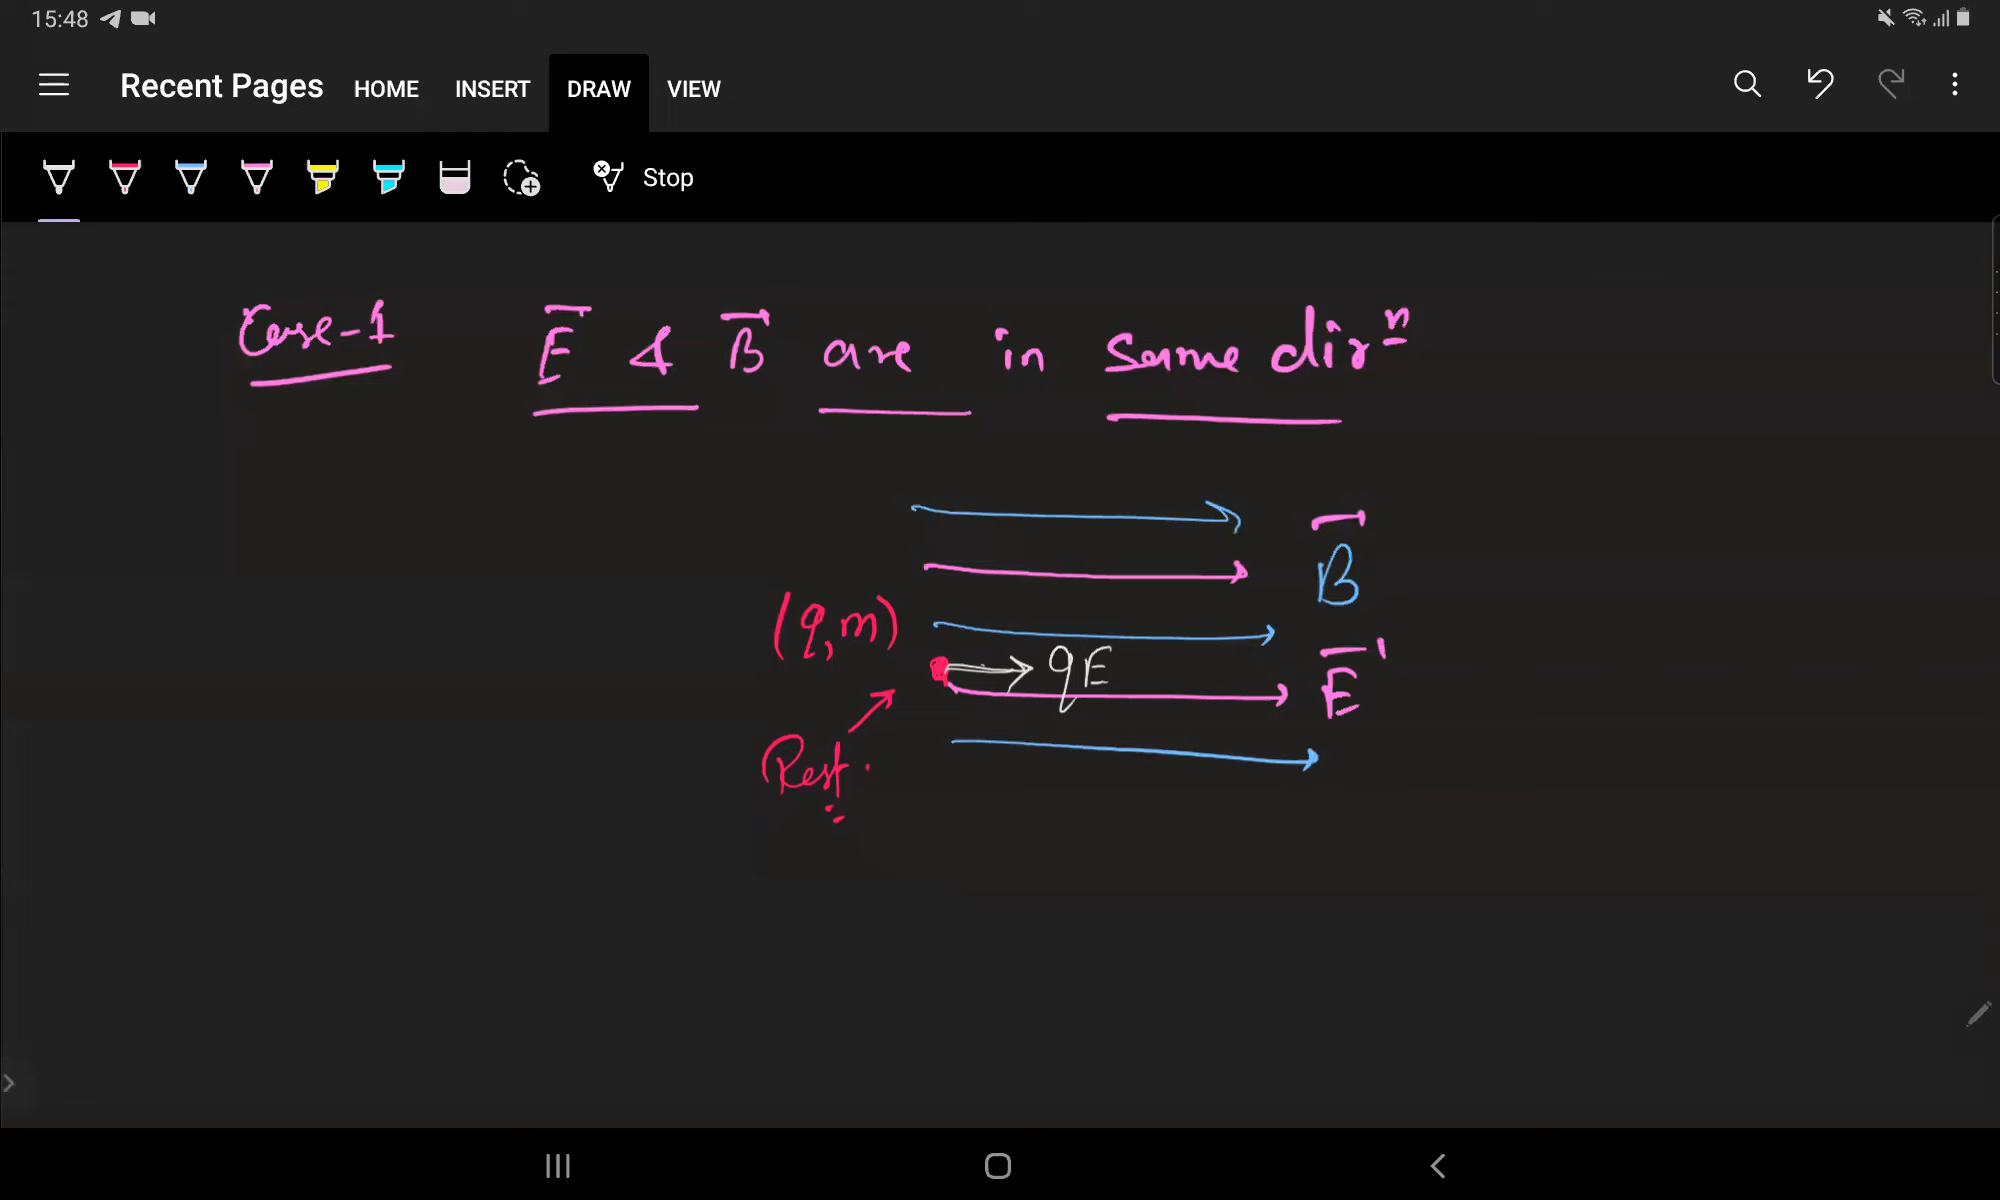 15:48
Recent Pages HOME INSERT DRAW VIEW
Stop
Case-1 E & B are in same dirn
B
(q,m)
qE
E
Rest.